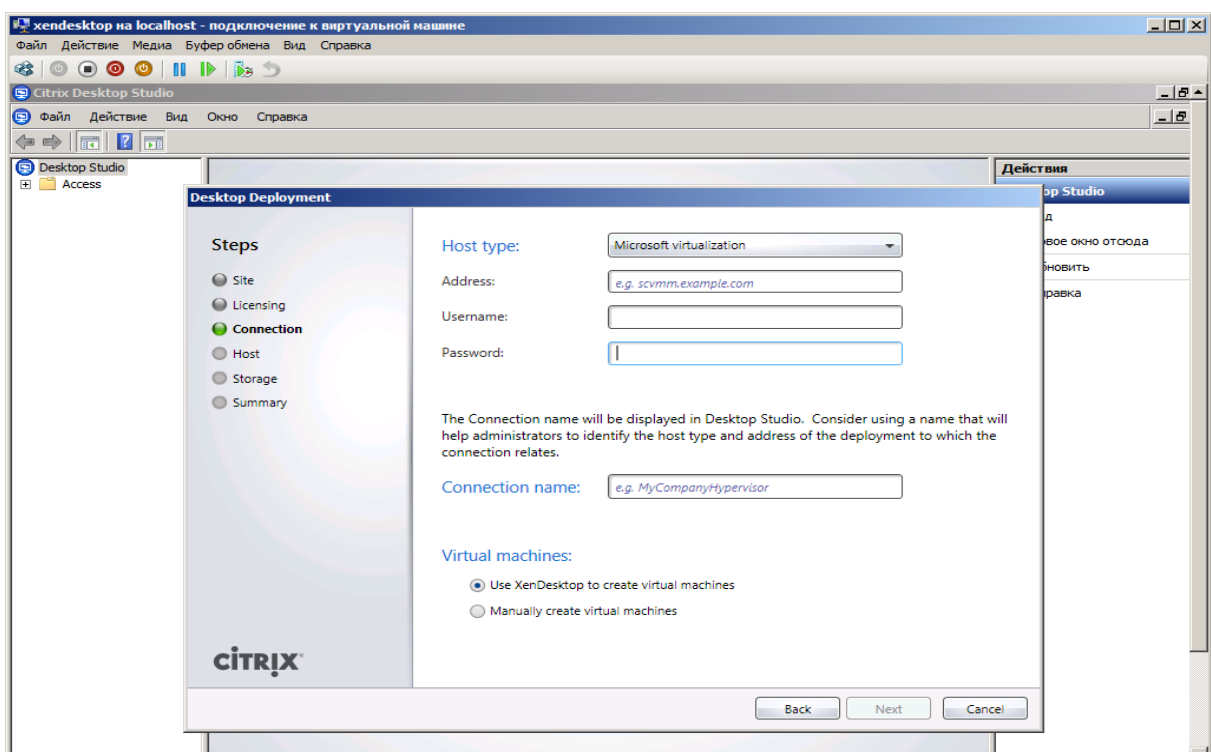 xendesktop на localhost - подключение к виртуальной машине
Файл Действие Медиа Буфер обмена Вид Справка
Citrix Desktop Studio
Файл Действие Вид Окно Справка
Desktop Studio
Access
Действия
op Studio
д
вое окно отсюда
бновить
равка
Desktop Deployment
Steps
Site
Licensing
Connection
Host
Storage
Summary
Host type: Microsoft virtualization
Address: e.g. scvmm.example.com
Username:
Password:
The Connection name will be displayed in Desktop Studio. Consider using a name that will
help administrators to identify the host type and address of the deployment to which the
connection relates.
Connection name: e.g. MyCompanyHypervisor
Virtual machines:
Use XenDesktop to create virtual machines
Manually create virtual machines
CITRIX
Back Next Cancel